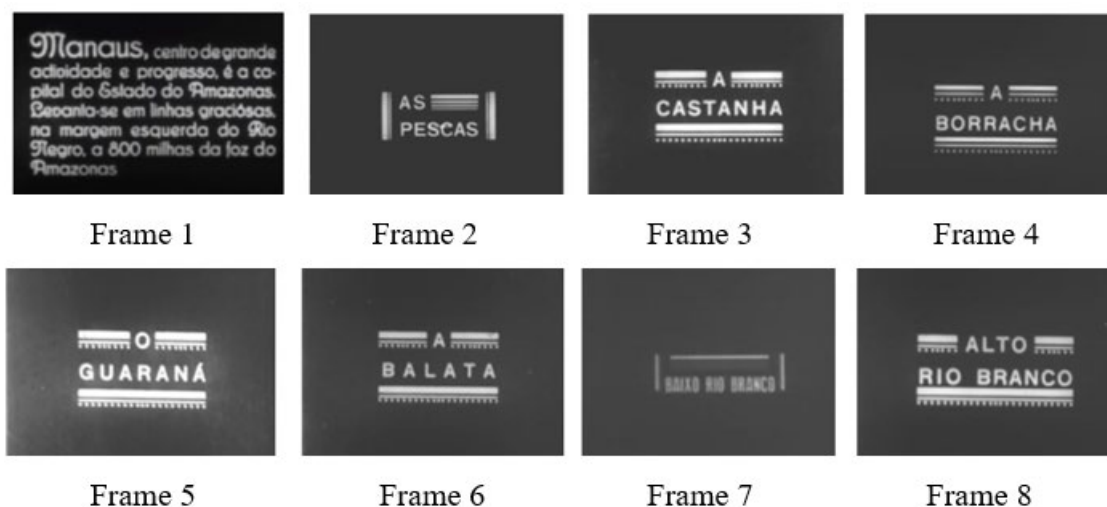 Manaus, centro de grande
actividade e progresso, é a ca-
pital do Estado do Amazonas.
Levanta-se em linhas graciósas,
na margem esquerda do Rio
Negro, a 800 milhas da foz do
Amazonas
AS
PESCAS
A
CASTANHA
A
BORRACHA
Frame 1
Frame 2
Frame 3
Frame 4
O
GUARANÁ
A
BALATA
BAIXO RIO BRANCO
ALTO
RIO BRANCO
Frame 5
Frame 6
Frame 7
Frame 8